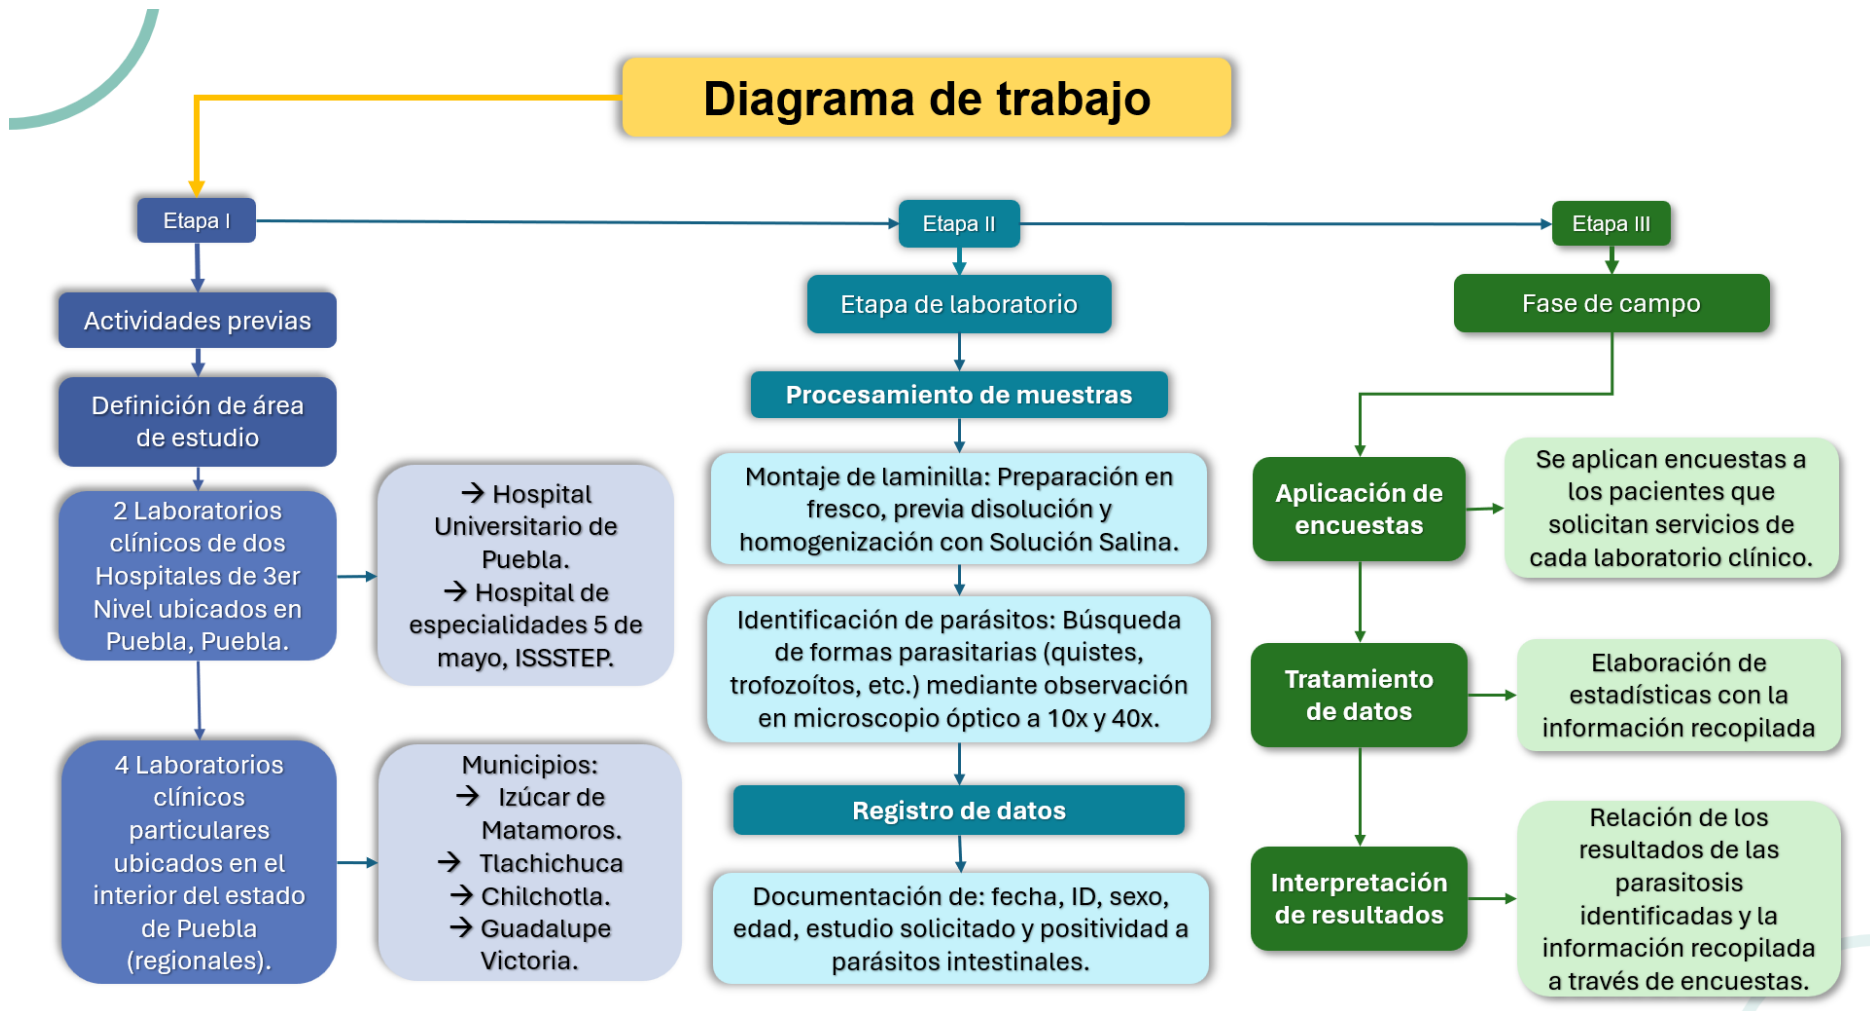 Diagrama de trabajo
Etapa I
Actividades previas
Definición de área
de estudio
2 Laboratorios
clínicos de dos
Hospitales de 3er
Nivel ubicados en
Puebla, Puebla.
→ Hospital
Universitario de
Puebla.
→ Hospital de
especialidades 5 de
mayo, ISSSTEP.
4 Laboratorios
clínicos
particulares
ubicados en el
interior del estado
de Puebla
(regionales).
Municipios:
→ Izúcar de
Matamoros.
→ Tlachichuca
→ Chilchotla.
→ Guadalupe
Victoria.
Etapa II
Etapa de laboratorio
Procesamiento de muestras
Montaje de laminilla: Preparación en
fresco, previa disolución y
homogenización con Solución Salina.
Identificación de parásitos: Búsqueda
de formas parasitarias (quistes,
trofozoítos, etc.) mediante observación
en microscopio óptico a 10x y 40x.
Registro de datos
Documentación de: fecha, ID, sexo,
edad, estudio solicitado y positividad a
parásitos intestinales.
Etapa III
Fase de campo
Aplicación de
encuestas
Se aplican encuestas a
los pacientes que
solicitan servicios de
cada laboratorio clínico.
Tratamiento
de datos
Elaboración de
estadísticas con la
información recopilada
Interpretación
de resultados
Relación de los
resultados de las
parasitosis
identificadas y la
información recopilada
a través de encuestas.